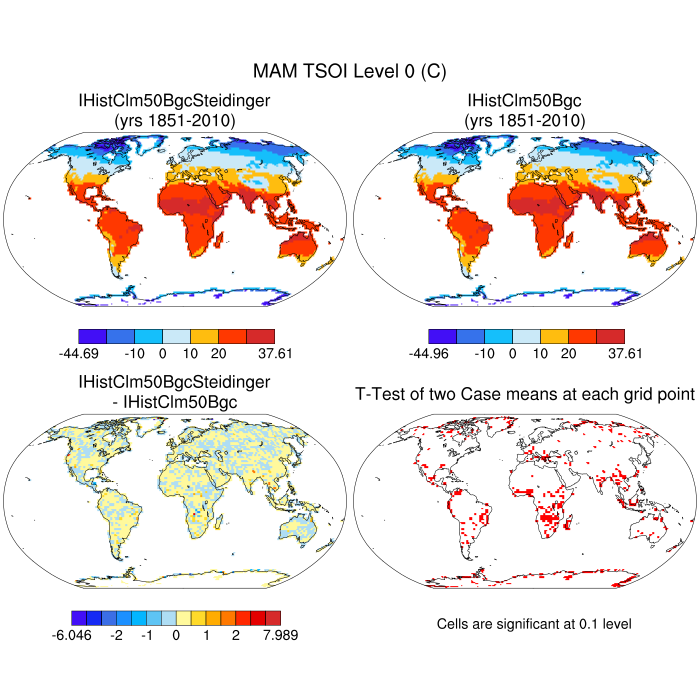 MAM TSOI Level 0 (C)
IHistClm50BgcSteidinger
(yrs 1851-2010)
IHistClm50Bgc
(yrs 1851-2010)
-44.69 -10 0 10 20 37.61
-44.96 -10 0 10 20 37.61
IHistClm50BgcSteidinger
- IHistClm50Bgc
T-Test of two Case means at each grid point
-6.046 -2 -1 0 1 2 7.989
Cells are significant at 0.1 level